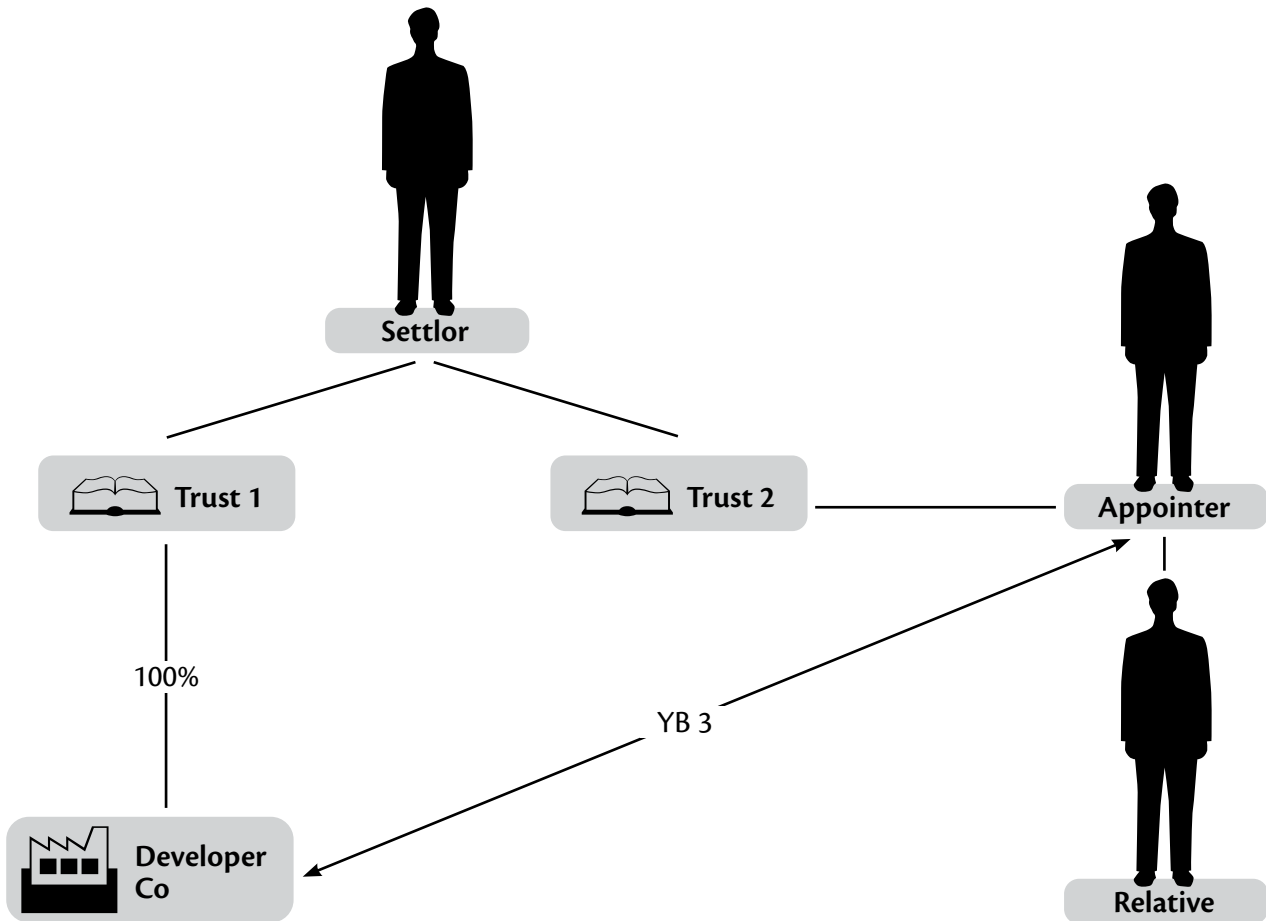 Settlor
Trust 1
Trust 2
Appointer
100%
YB 3
Developer
Co
Relative